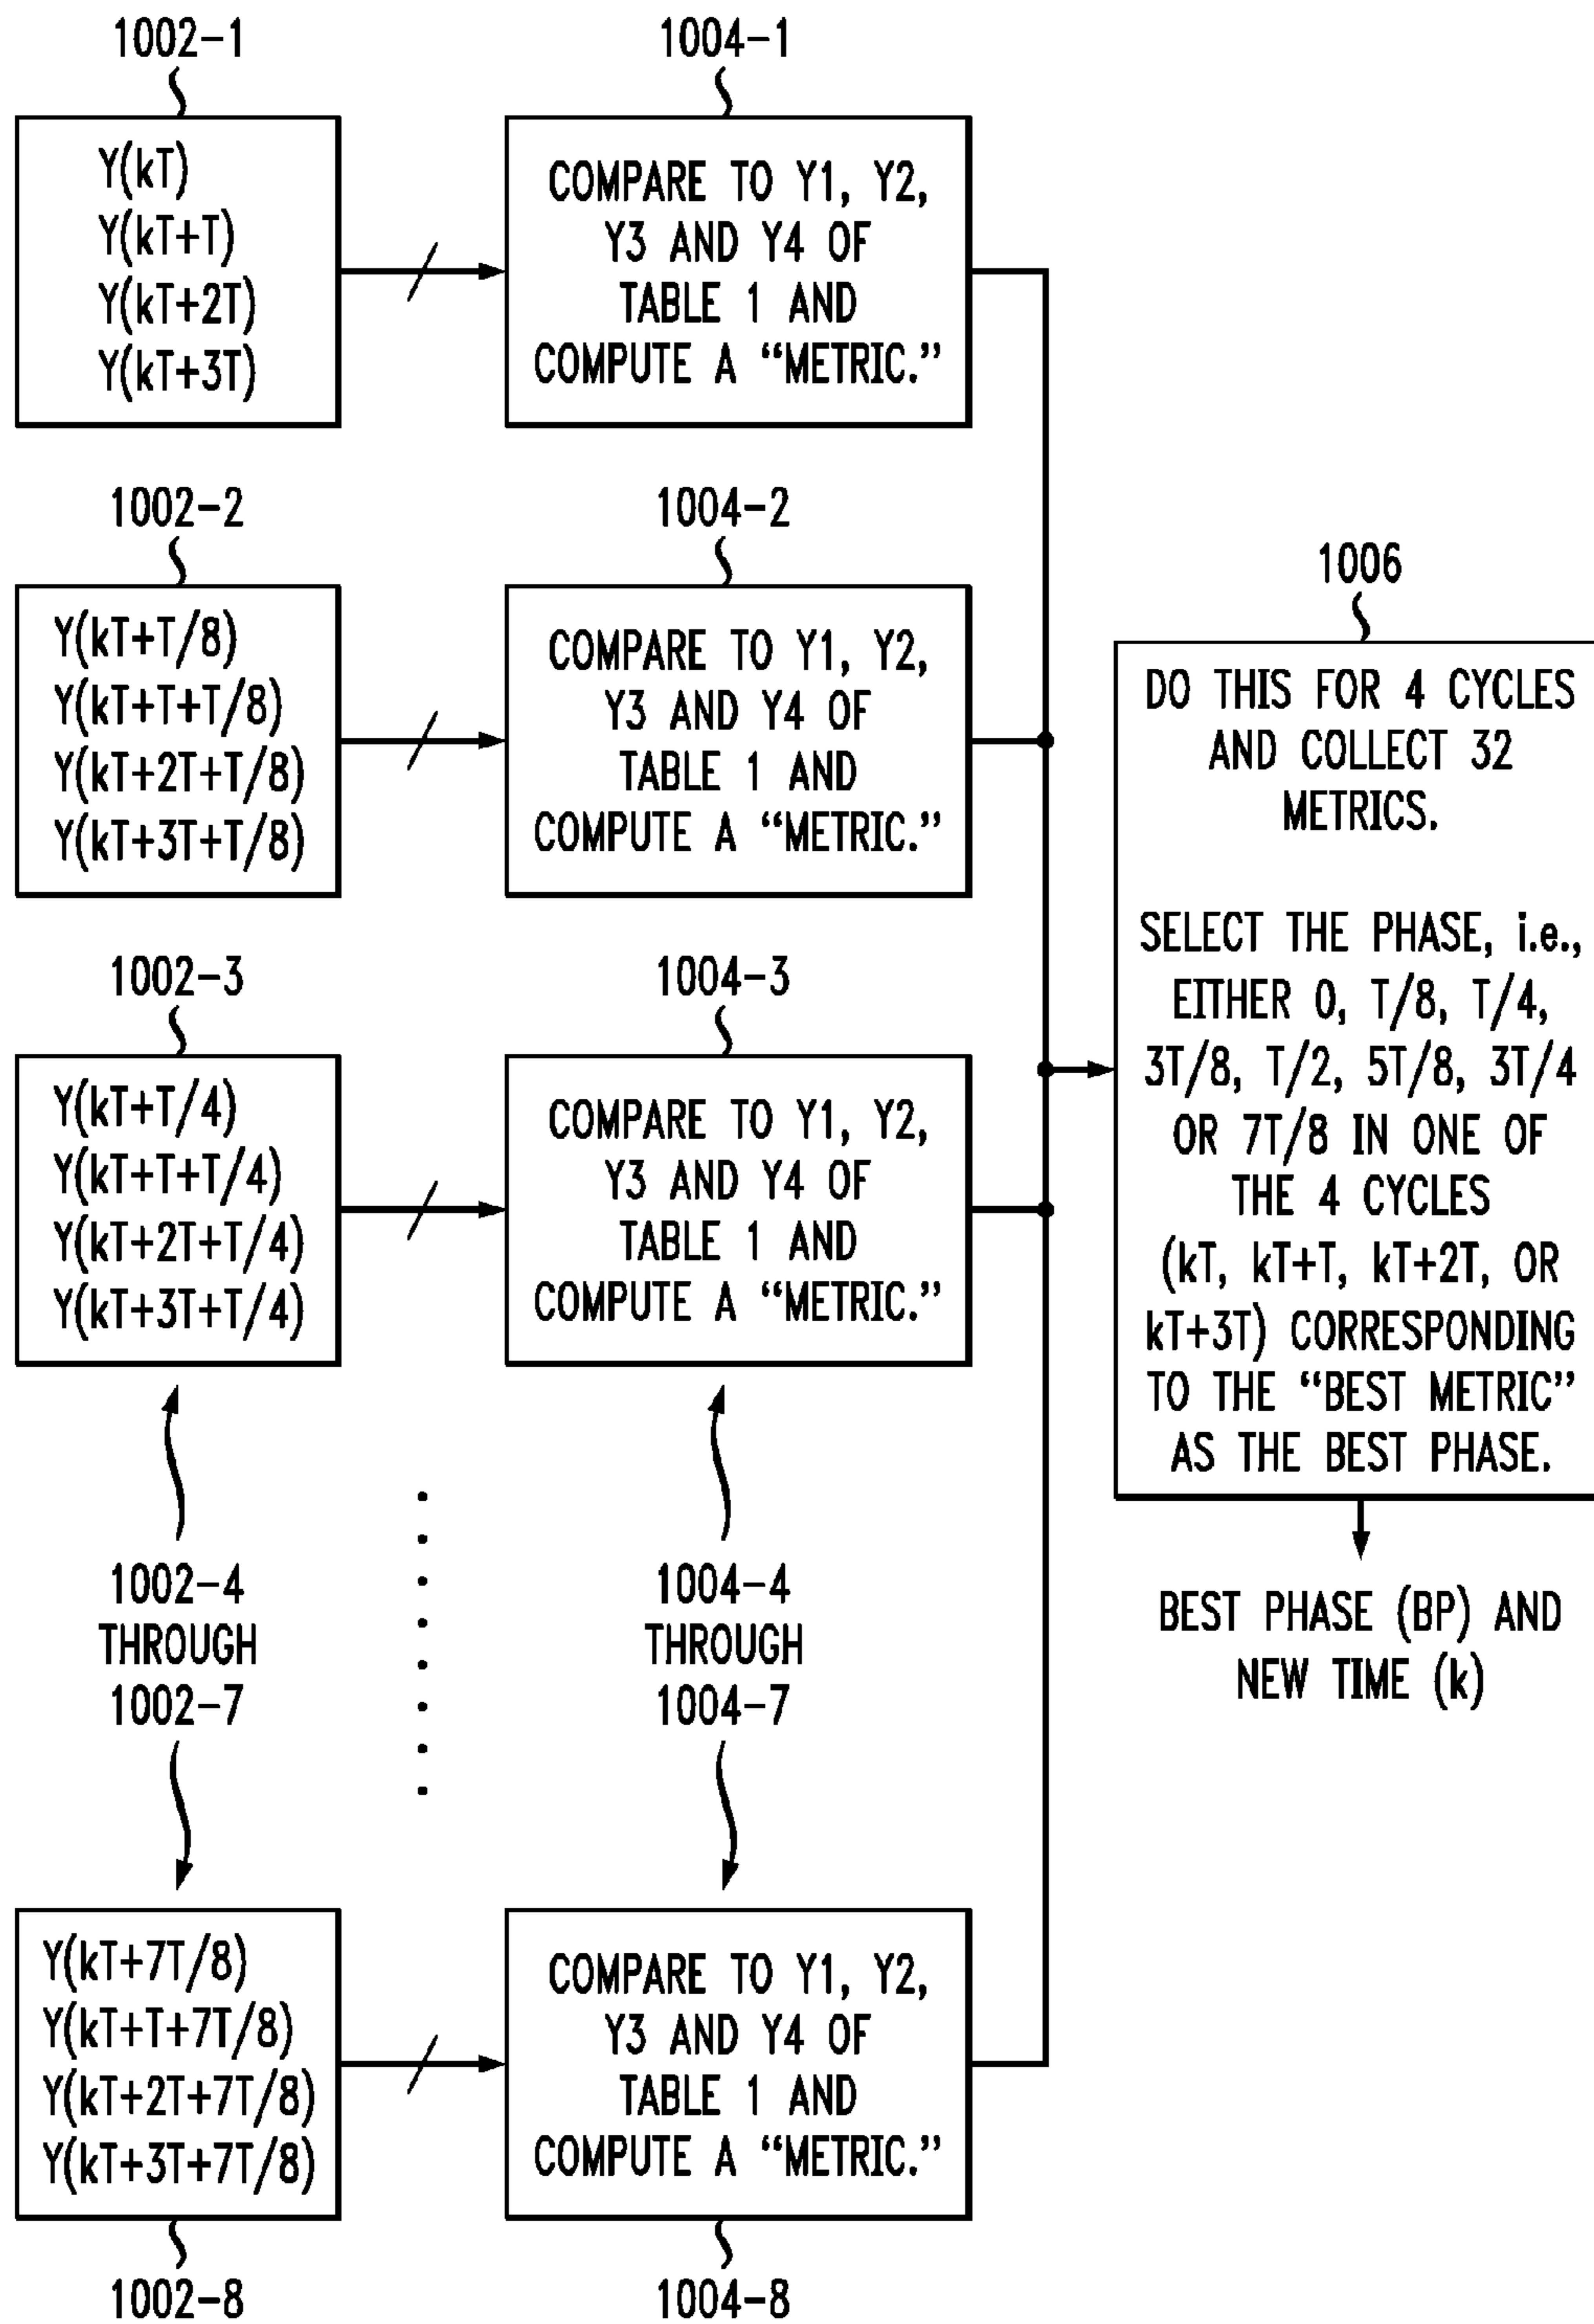 1002-1
Y(kT)
Y(kT+T)
Y(kT+2T)
Y(kT+3T)
1004-1
COMPARE TO Y1, Y2,
Y3 AND Y4 OF
TABLE 1 AND
COMPUTE A “METRIC.”
1002-2
Y(kT+T/8)
Y(kT+T+T/8)
Y(kT+2T+T/8)
Y(kT+3T+T/8)
1004-2
COMPARE TO Y1, Y2,
Y3 AND Y4 OF
TABLE 1 AND
COMPUTE A “METRIC.”
1002-3
Y(kT+T/4)
Y(kT+T+T/4)
Y(kT+2T+T/4)
Y(kT+3T+T/4)
1004-3
COMPARE TO Y1, Y2,
Y3 AND Y4 OF
TABLE 1 AND
COMPUTE A “METRIC.”
1002-4
THROUGH
1002-7
1004-4
THROUGH
1004-7
Y(kT+7T/8)
Y(kT+T+7T/8)
Y(kT+2T+7T/8)
Y(kT+3T+7T/8)
1002-8
COMPARE TO Y1, Y2,
Y3 AND Y4 OF
TABLE 1 AND
COMPUTE A “METRIC.”
1004-8
1006
DO THIS FOR 4 CYCLES
AND COLLECT 32
METRICS.
SELECT THE PHASE, i.e.,
EITHER 0, T/8, T/4,
3T/8, T/2, 5T/8, 3T/4
OR 7T/8 IN ONE OF
THE 4 CYCLES
(kT, kT+T, kT+2T, OR
kT+3T) CORRESPONDING
TO THE “BEST METRIC”
AS THE BEST PHASE.
BEST PHASE (BP) AND
NEW TIME (k)